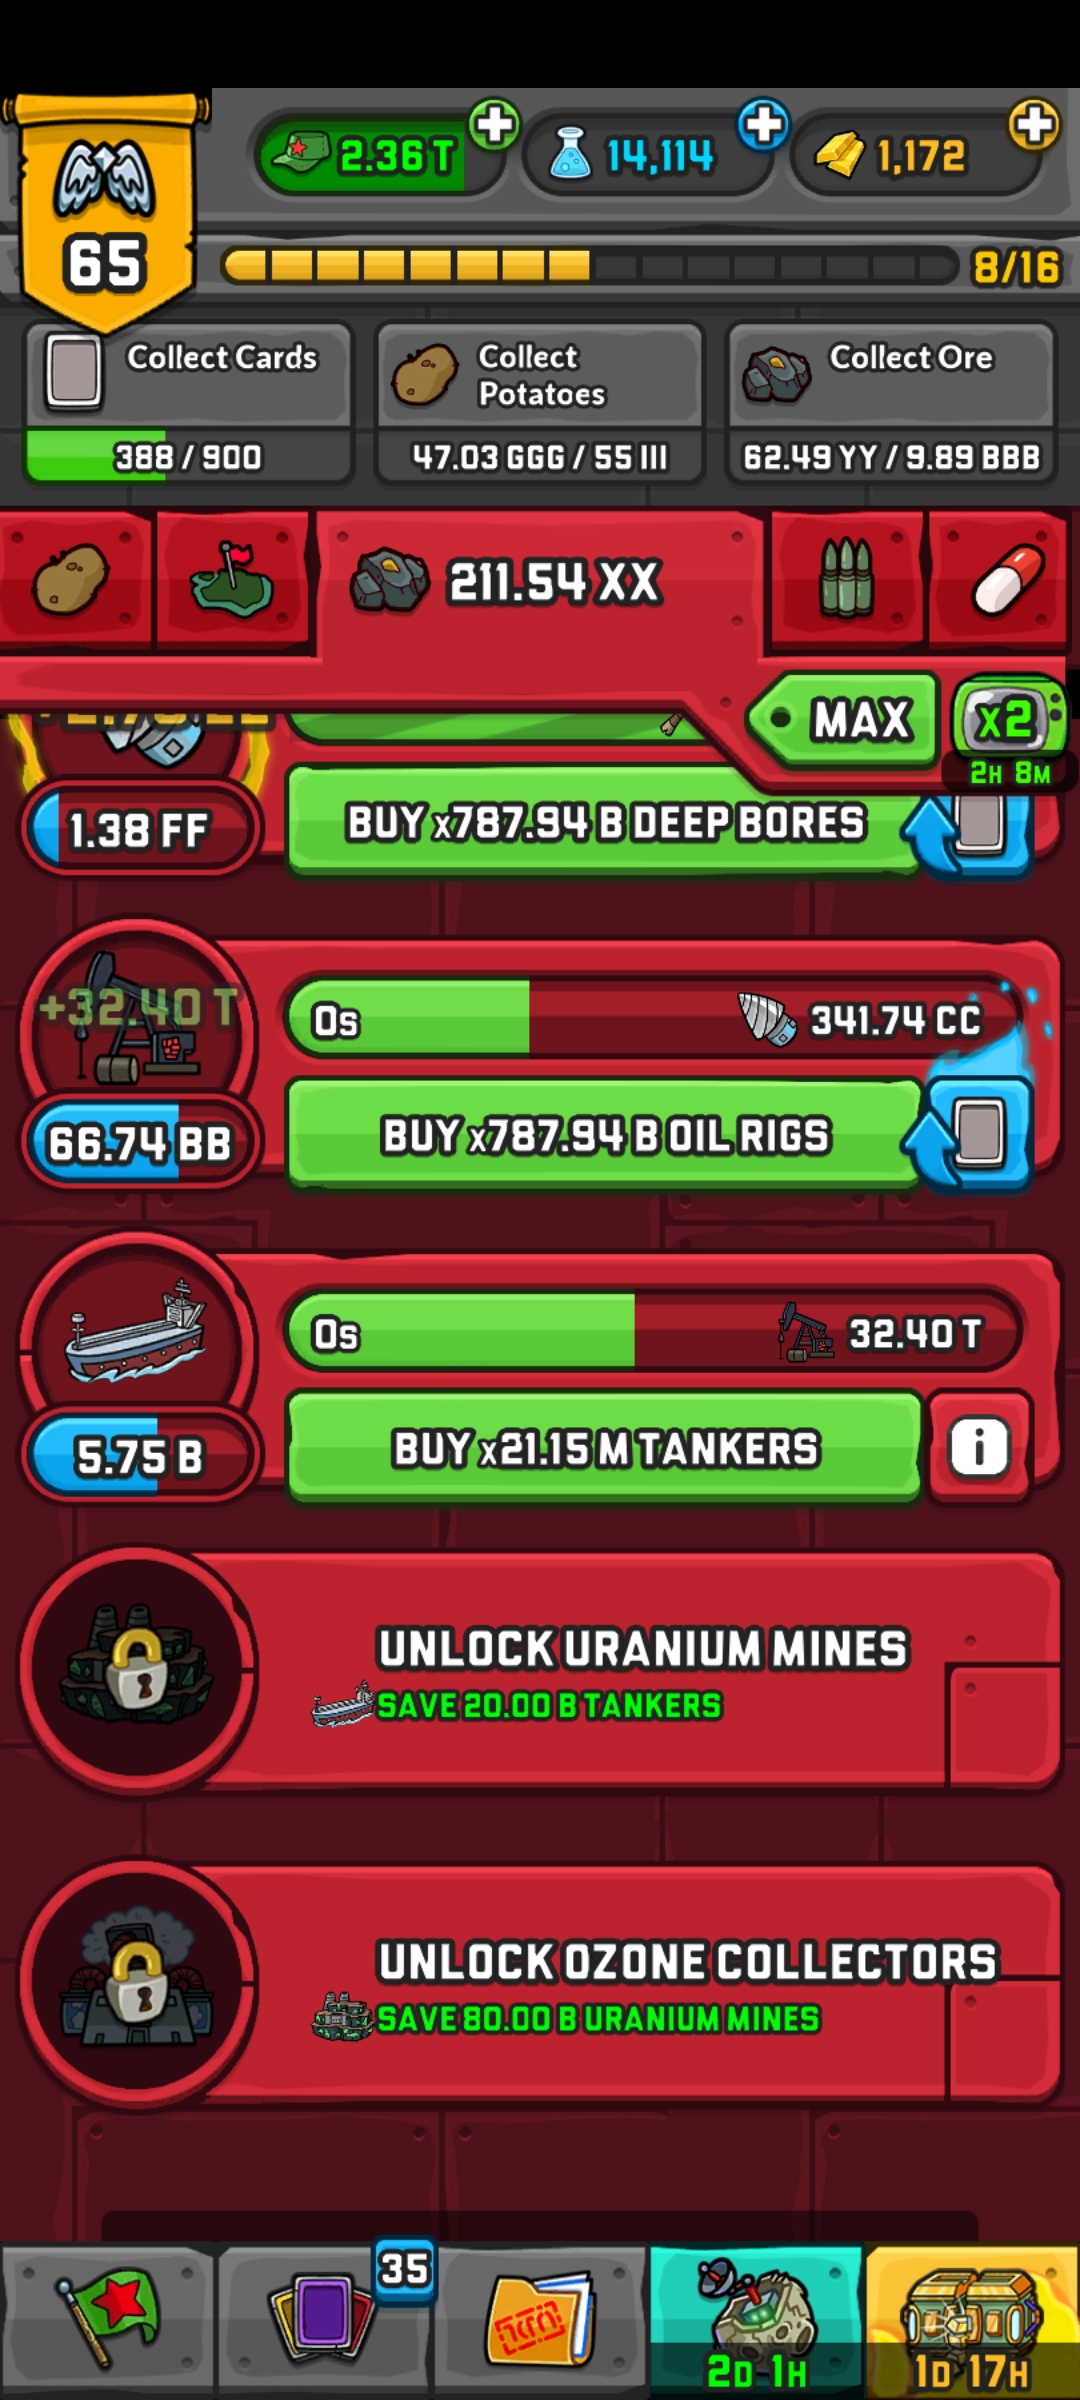 2.36 T
14,114
1,172
65
8/16
Collect Cards
388 / 900
Collect
Potatoes
47.03 GGG / 55 III
Collect Ore
62.49 YY / 9.89 BBB
211.54 XX
MAX
x2
2H 8M
1.38 FF
BUY x787.94 B DEEP BORES
+32.40 T
0s
341.74 CC
66.74 BB
BUY x787.94 B OIL RIGS
0s
32.40 T
5.75 B
BUY x21.15 M TANKERS
i
UNLOCK URANIUM MINES
SAVE 20.00 B TANKERS
UNLOCK OZONE COLLECTORS
SAVE 80.00 B URANIUM MINES
35
2D 1H
1D 17H